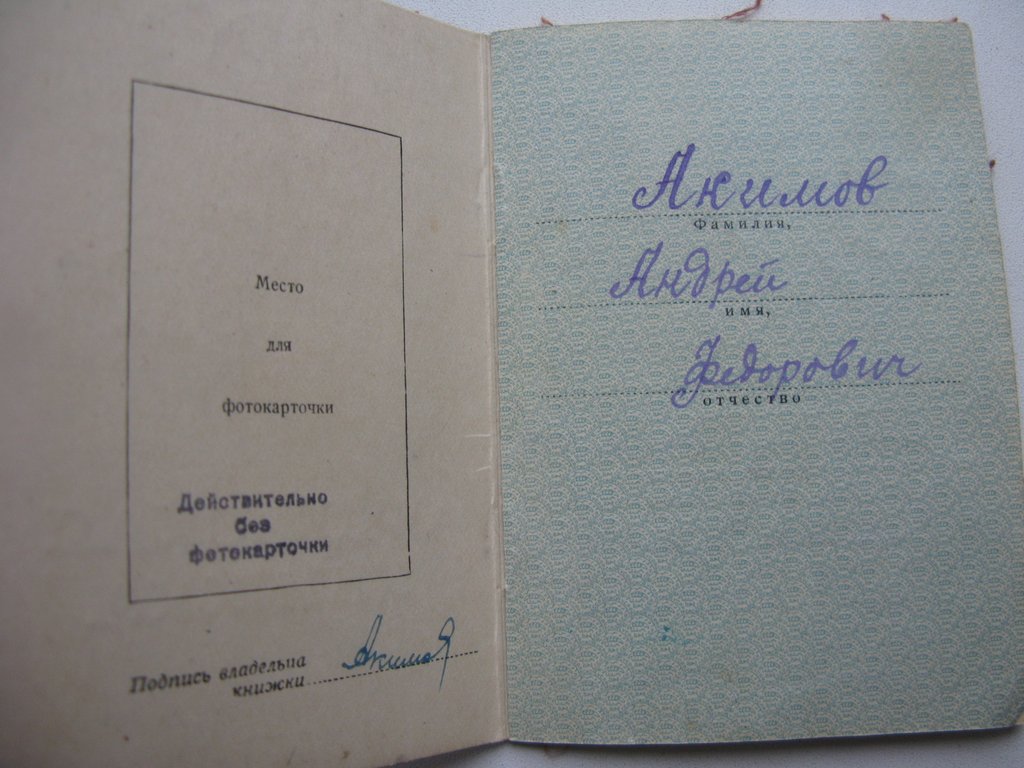 Место
для
фотокарточки
Действительно
без
фотокарточки
Подпись владельца
книжки
Акимов
Акимов
Фамилия,
Андрей
имя,
Федорович
отчество